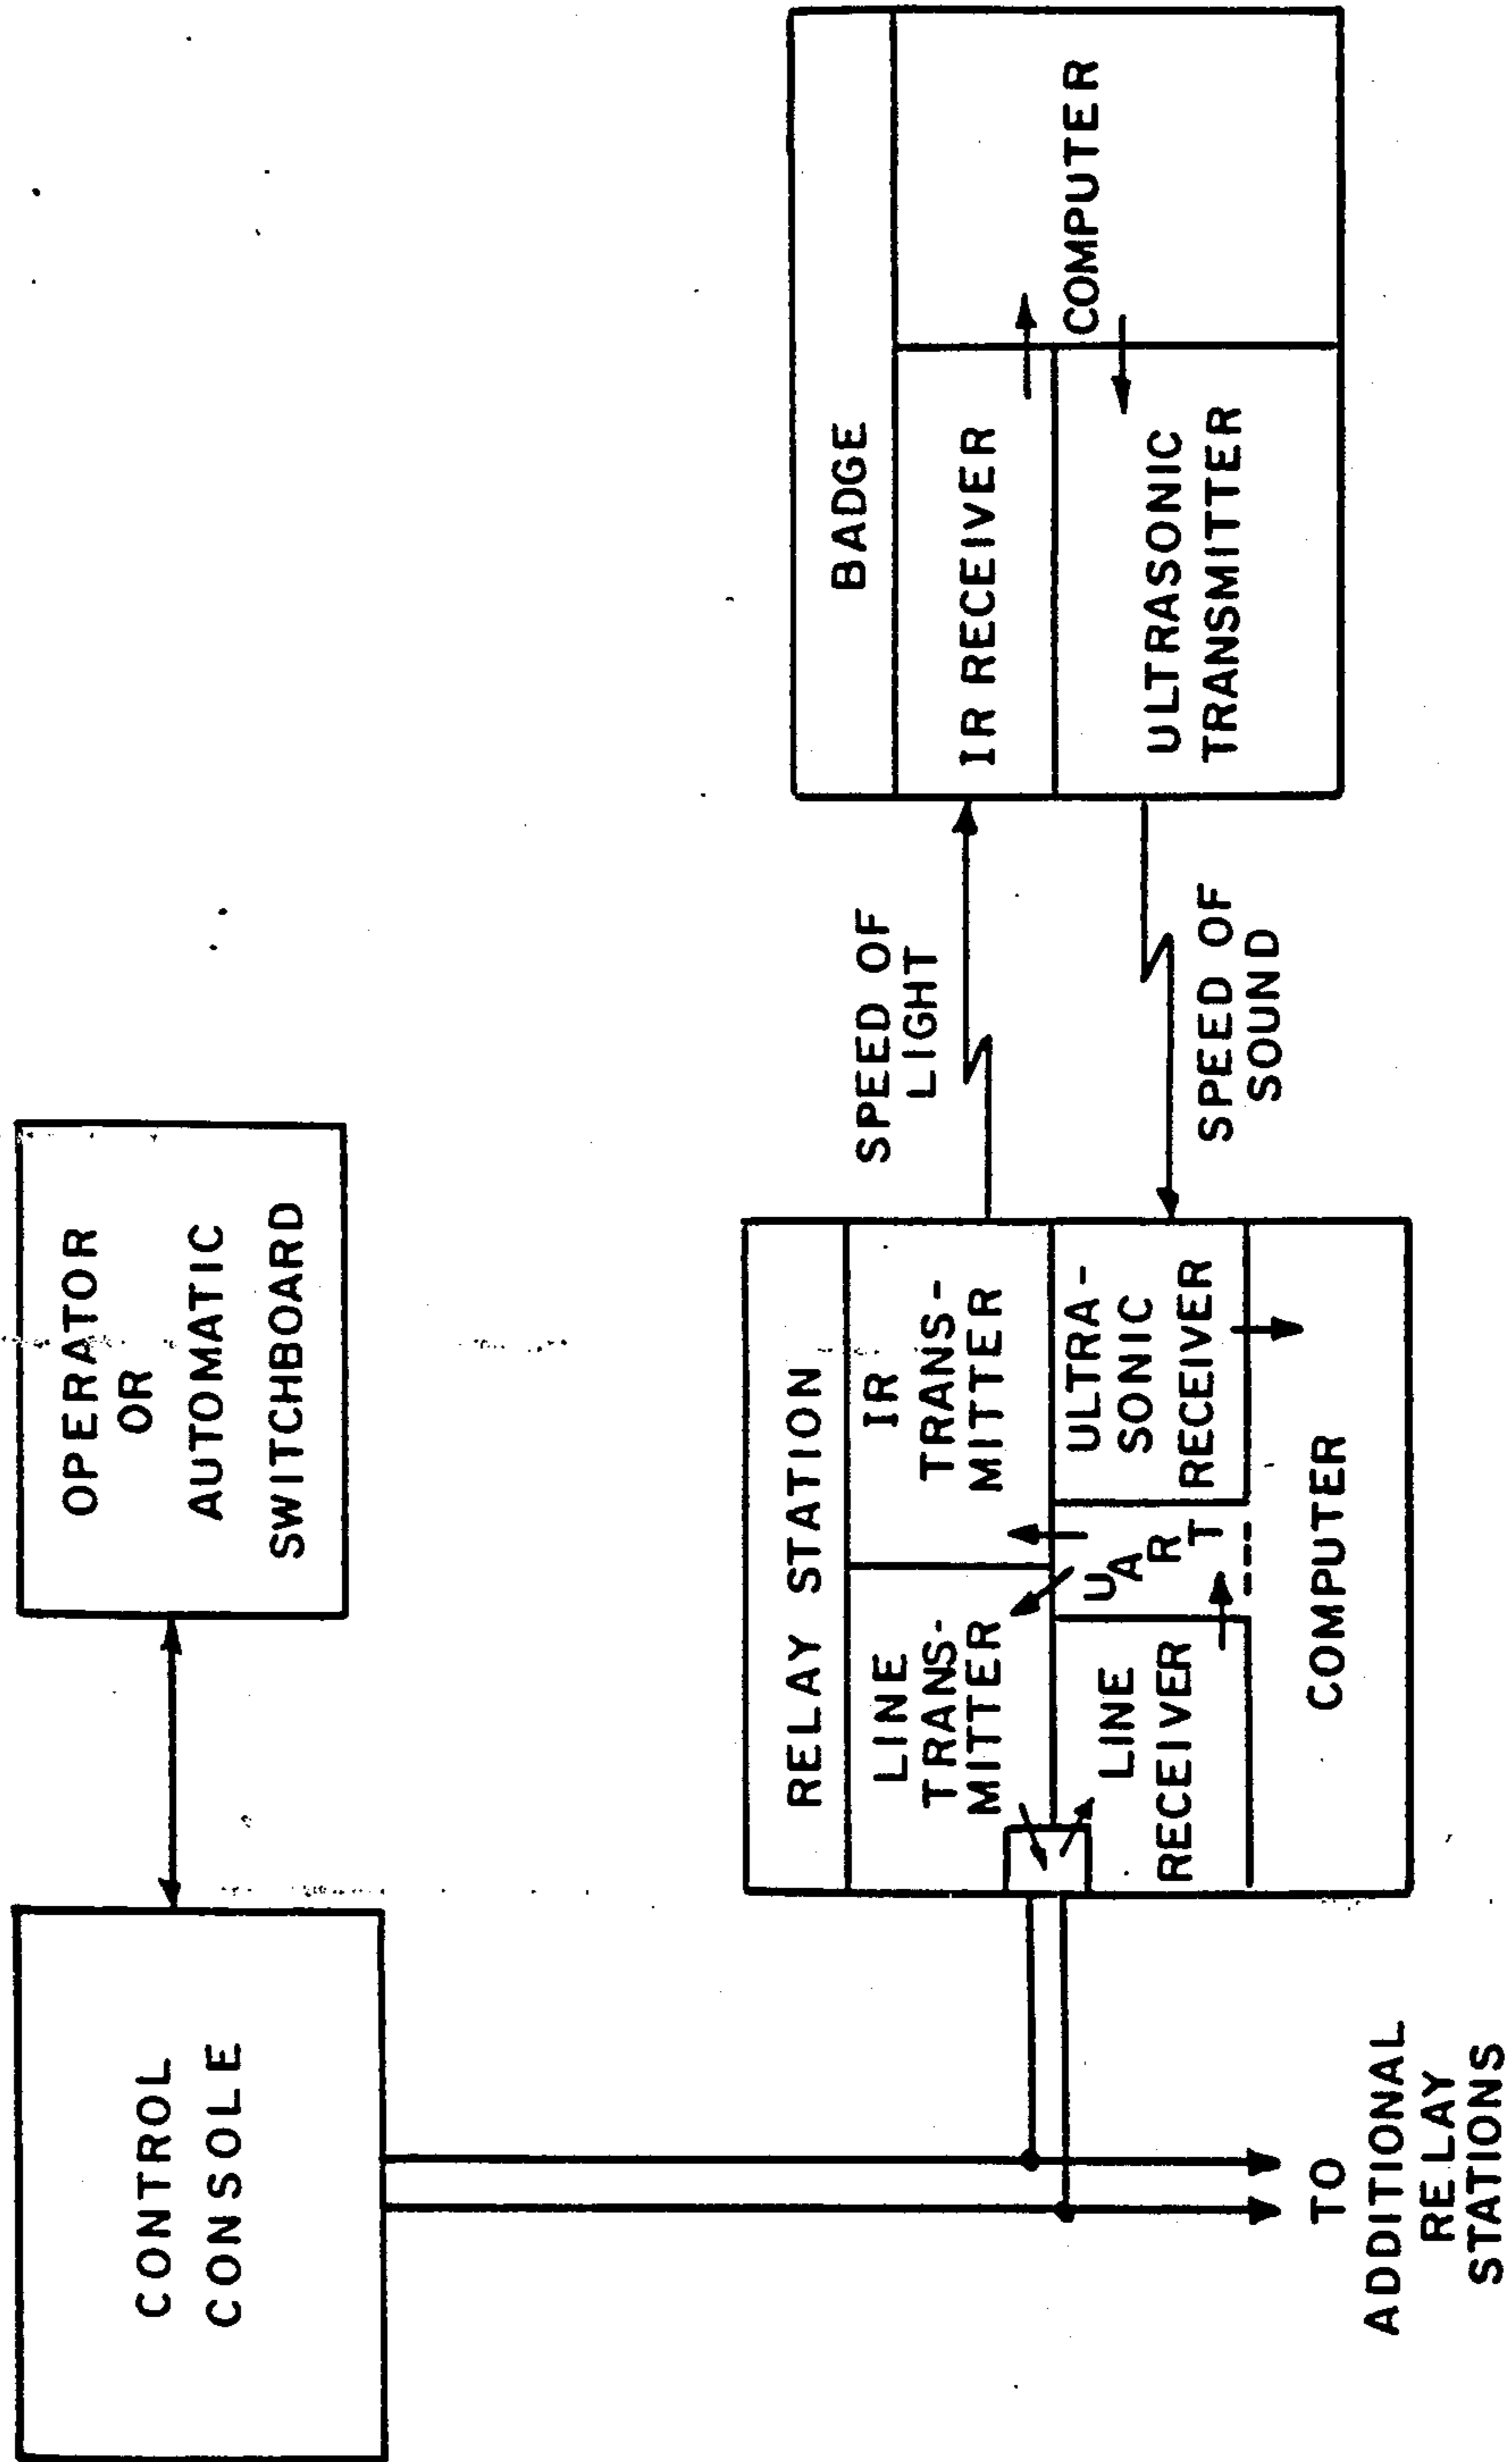 CONTROL
CONSOLE
OPERATOR
OR
AUTOMATIC
SWITCHBOARD
TO
ADDITIONAL
RELAY
STATIONS
RELAY STATION
LINE
TRANS-
MITTER
IR
TRANS-
MITTER
LINE
RECEIVER
UART
ULTRA-
SONIC
RECEIVER
COMPUTER
SPEED OF
LIGHT
SPEED OF
SOUND
BADGE
IR RECEIVER
ULTRASONIC
TRANSMITTER
COMPUTER